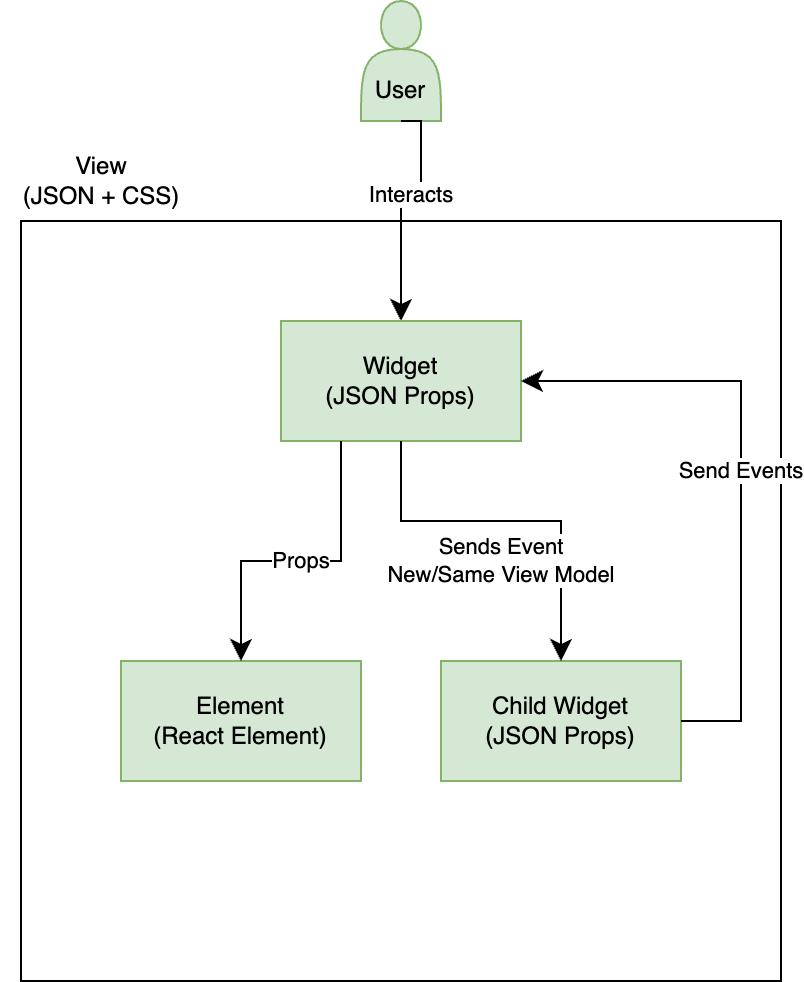 User
View
(JSON + CSS)
Interacts
Widget
(JSON Props)
Send Events
Props
Sends Event
New/Same View Model
Element
(React Element)
Child Widget
(JSON Props)